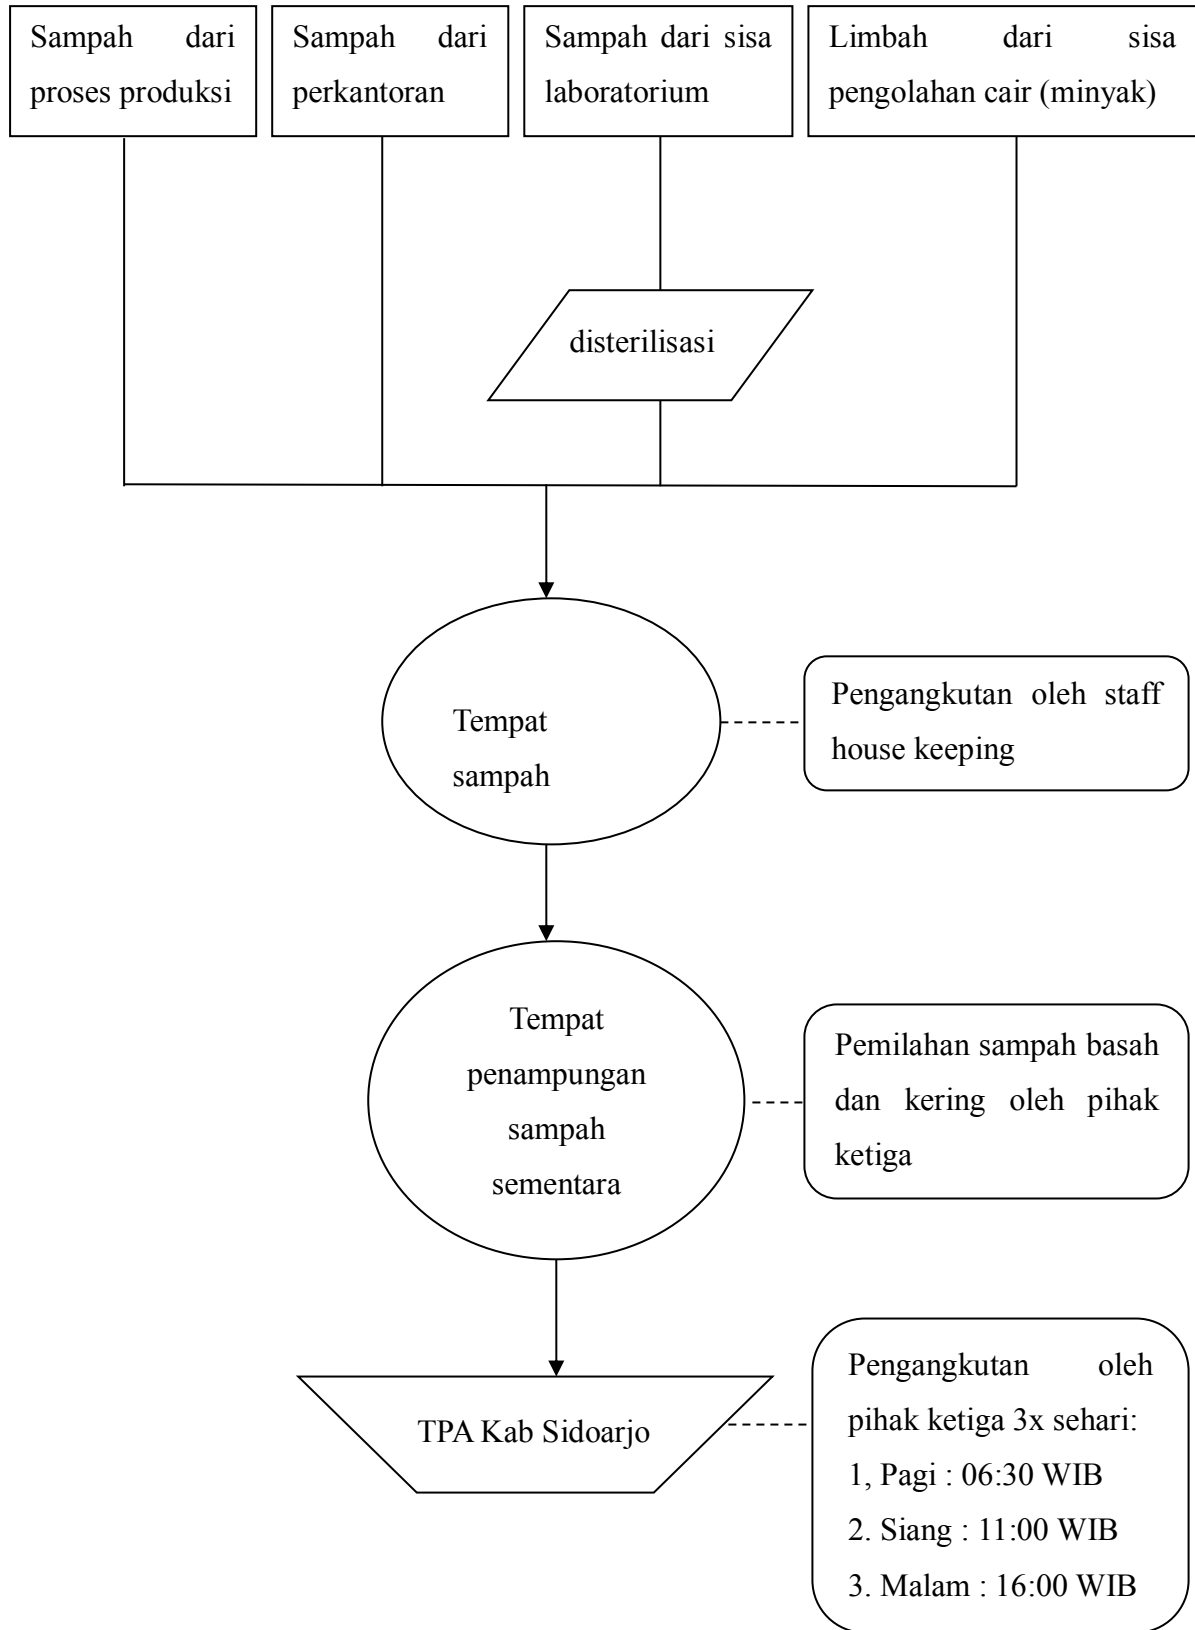 Sampah dari
proses produksi
Sampah dari
perkantoran
Sampah dari sisa
laboratorium
Limbah dari sisa
pengolahan cair (minyak)
disterilisasi
Tempat
sampah
Pengangkutan oleh staff
house keeping
Tempat
penampungan
sampah
sementara
Pemilahan sampah basah
dan kering oleh pihak
ketiga
TPA Kab Sidoarjo
Pengangkutan oleh
pihak ketiga 3x sehari:
1, Pagi : 06:30 WIB
2. Siang : 11:00 WIB
3. Malam : 16:00 WIB